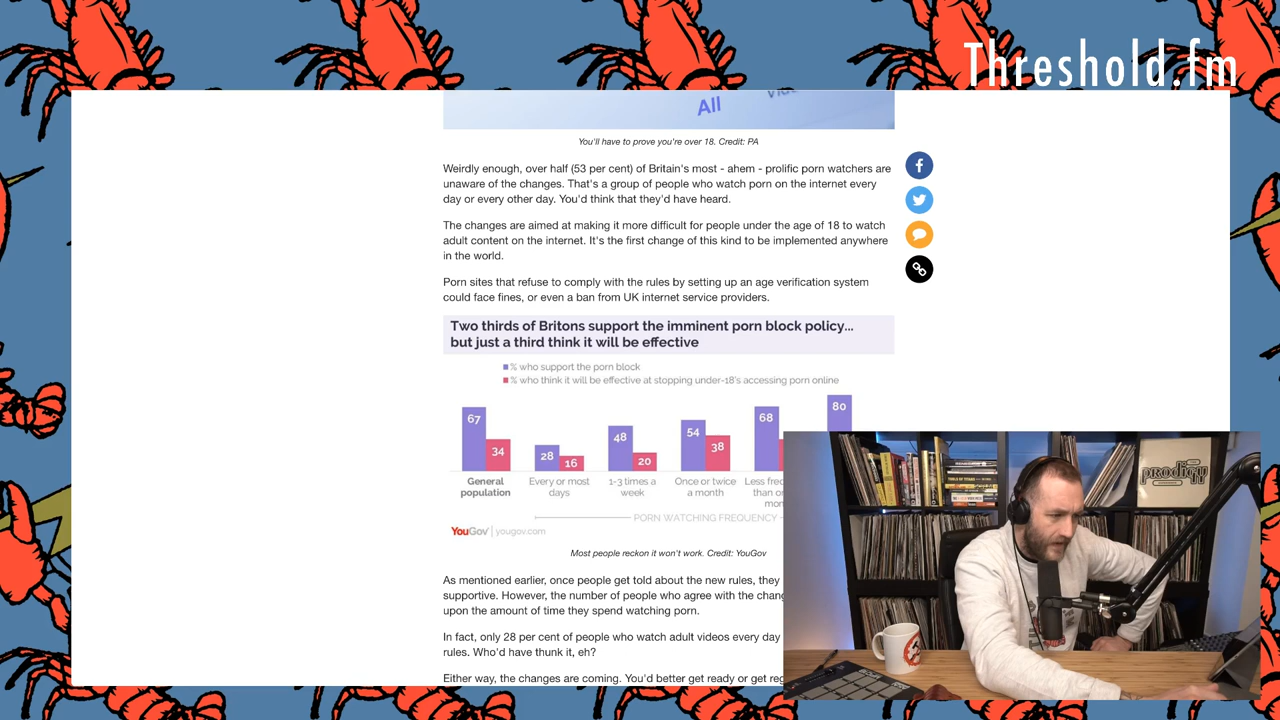 Threshold.fm
All
You'll have to prove you're over 18. Credit: PA
Weirdly enough, over half (53 per cent) of Britain's most - ahem - prolific porn watchers are
unaware of the changes. That's a group of people who watch porn on the internet every
day or every other day. You'd think that they'd have heard.
The changes are aimed at making it more difficult for people under the age of 18 to watch
adult content on the internet. It's the first change of this kind to be implemented anywhere
in the world.
Porn sites that refuse to comply with the rules by setting up an age verification system
could face fines, or even a ban from UK internet service providers.
Two thirds of Britons support the imminent porn block policy...
but just a third think it will be effective
% who support the porn block
% who think it will be effective at stopping under-18's accessing porn online
67 34 28 16 48 20 54 38 68 80
General Every or most 1-3 times a Once or twice Less
population days week a month than
PORN WATCHING FREQUENCY
YouGov | yougov.com
Most people reckon it won't work. Credit: YouGov
As mentioned earlier, once people get told about the new rules, they
supportive. However, the number of people who agree with the
upon the amount of time they spend watching porn.
In fact, only 28 per cent of people who watch adult videos every day
rules. Who'd have thunk it, eh?
Either way, the changes are coming. You'd better get ready or get
prodigy